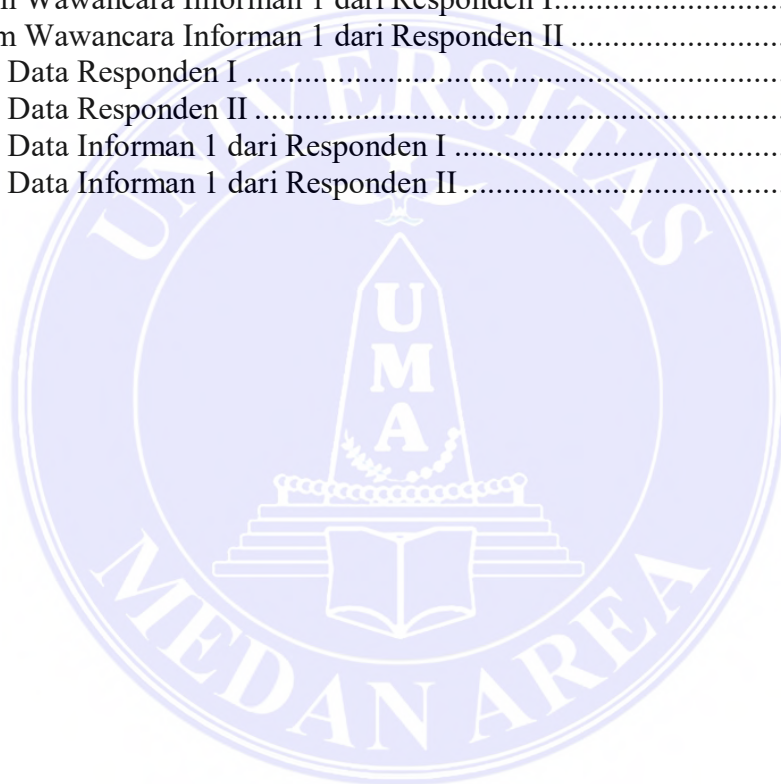 Wawancara Informan 1 dari Responden I..............................
m Wawancara Informan 1 dari Responden II ..........................
Data Responden I ..............................................................
Data Responden II .............................................................
Data Informan 1 dari Responden I ......................................
Data Informan 1 dari Responden II .....................................
UNIVERSITAS
UMA
MEDAN AREA